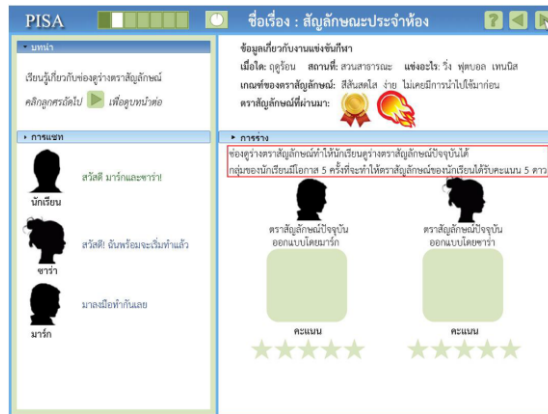 PISA
ชื่อเรื่อง : สัญลักษณะประจำห้อง
?
บทนำ
เรียนรู้เกี่ยวกับช่องดูร่างตราสัญลักษณ์
คลิกลูกศรถัดไป เพื่อดูบทนำต่อ
ข้อมูลเกี่ยวกับงานแข่งขันกีฬา
เมื่อใด: ฤดูร้อน สถานที่: สวนสาธารณะ แข่งอะไร: วิ่ง ฟุตบอล เทนนิส
เกณฑ์ของตราสัญลักษณ์: สีสันสดใส ง่าย ไม่เคยมีการนำไปใช้มาก่อน
ตราสัญลักษณ์ที่ผ่านมา:
การแชท
สวัสดี มาร์กและซาร่า!
นักเรียน
สวัสดี! ฉันพร้อมจะเริ่มทำแล้ว
ซาร่า
มาลงมือทำกันเลย
มาร์ก
การร่าง
ช่องดูร่างตราสัญลักษณ์ทำให้นักเรียนดูร่างตราสัญลักษณ์ปัจจุบันได้
กลุ่มของนักเรียนมีโอกาส 5 ครั้งที่จะทำให้ตราสัญลักษณ์ของนักเรียนได้รับคะแนน 5 ดาว
ตราสัญลักษณ์ปัจจุบัน
ออกแบบโดยมาร์ก
คะแนน
ตราสัญลักษณ์ปัจจุบัน
ออกแบบโดยซาร่า
คะแนน